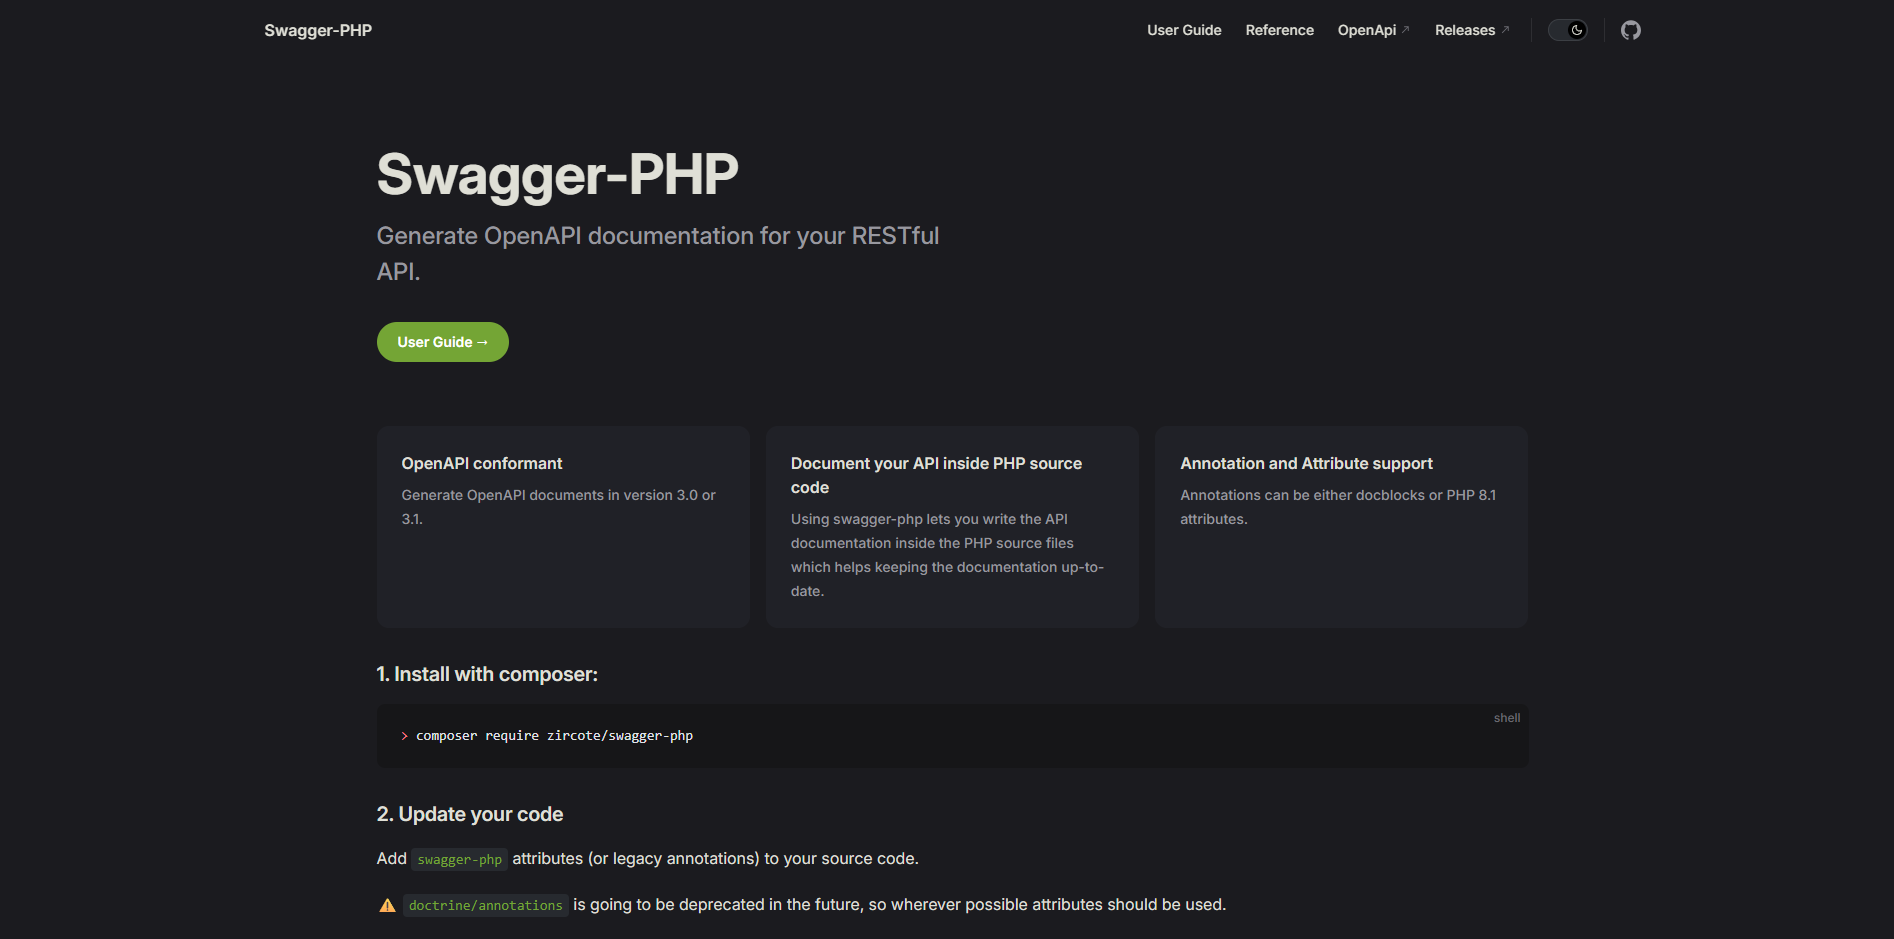 Swagger-PHP
User Guide
Reference
OpenApi
Releases
Swagger-PHP
Generate OpenAPI documentation for your RESTful
API.
User Guide →
OpenAPI conformant
Generate OpenAPI documents in version 3.0 or
3.1.
Document your API inside PHP source
code
Using swagger-php lets you write the API
documentation inside the PHP source files
which helps keeping the documentation up-to-
date.
Annotation and Attribute support
Annotations can be either docblocks or PHP 8.1
attributes.
1. Install with composer:
shell
> composer require zircote/swagger-php
2. Update your code
Add swagger-php attributes (or legacy annotations) to your source code.
⚠️ doctrine/annotations is going to be deprecated in the future, so wherever possible attributes should be used.